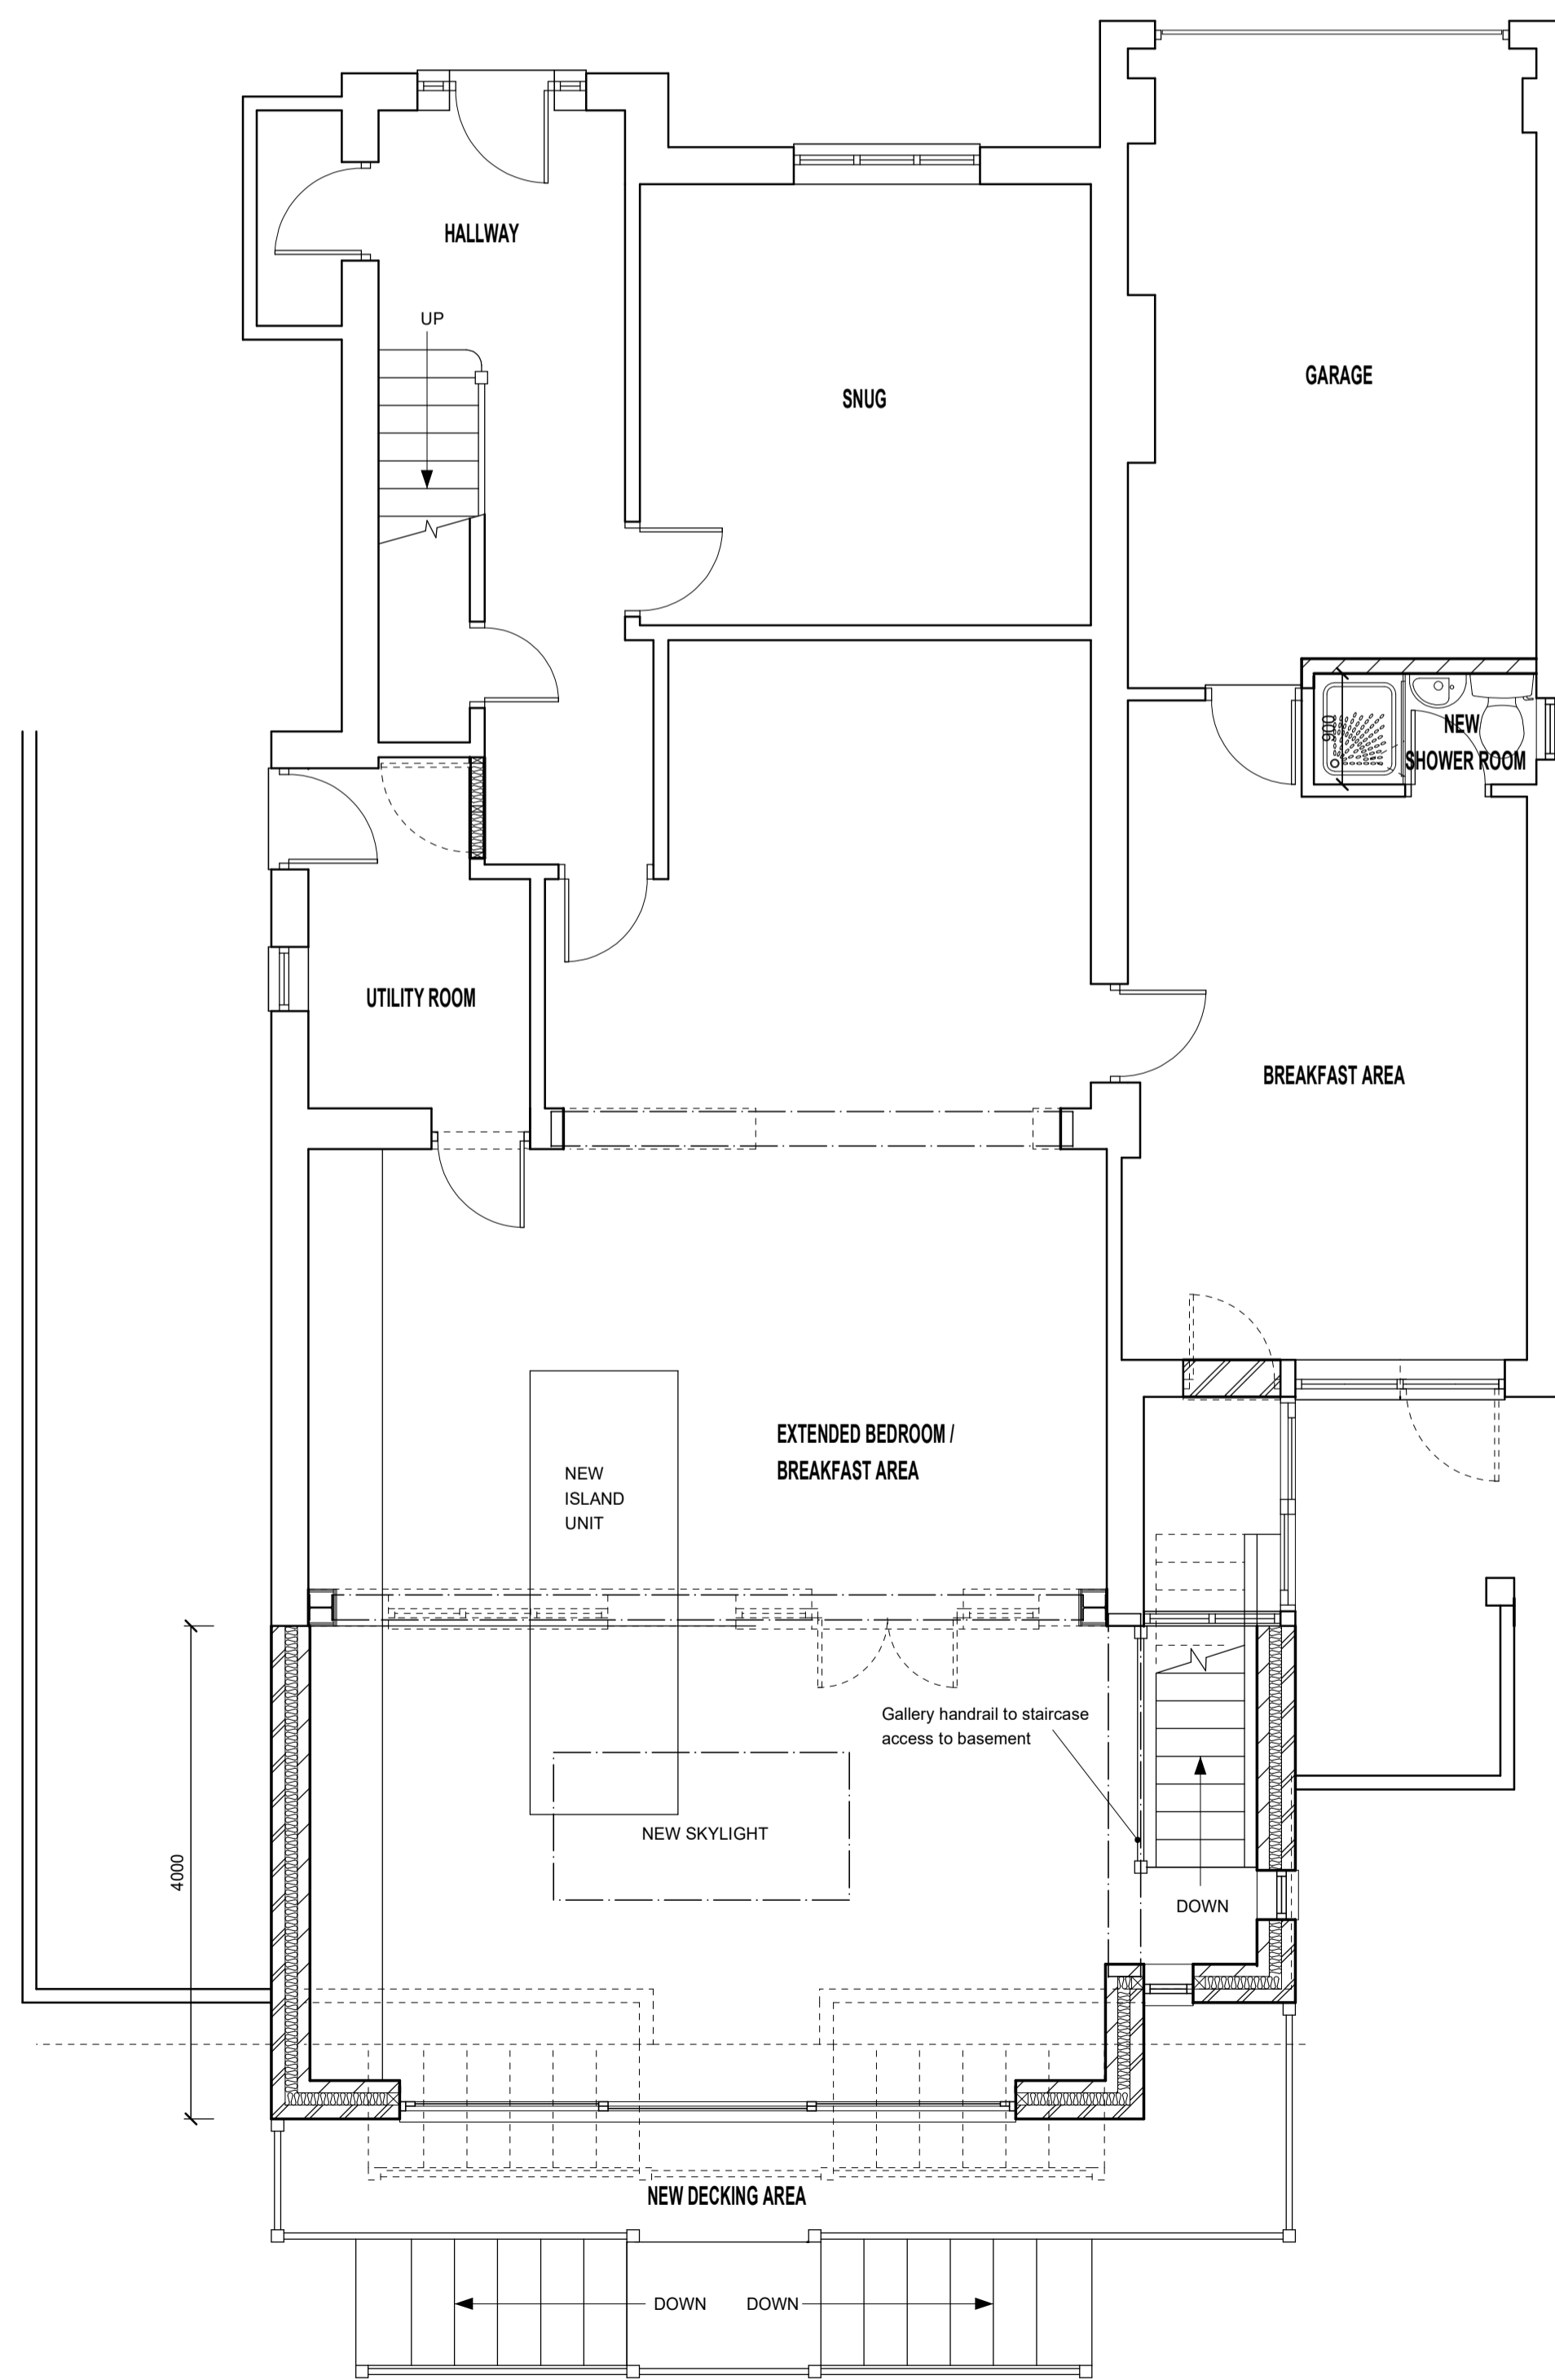 HALLWAY
UP
GARAGE
SNUG
900
NEW
SHOWER ROOM
UTILITY ROOM
BREAKFAST AREA
EXTENDED BEDROOM /
BREAKFAST AREA
NEW
ISLAND
UNIT
Gallery handrail to staircase
access to basement
NEW SKYLIGHT
4000
DOWN
NEW DECKING AREA
DOWN
DOWN